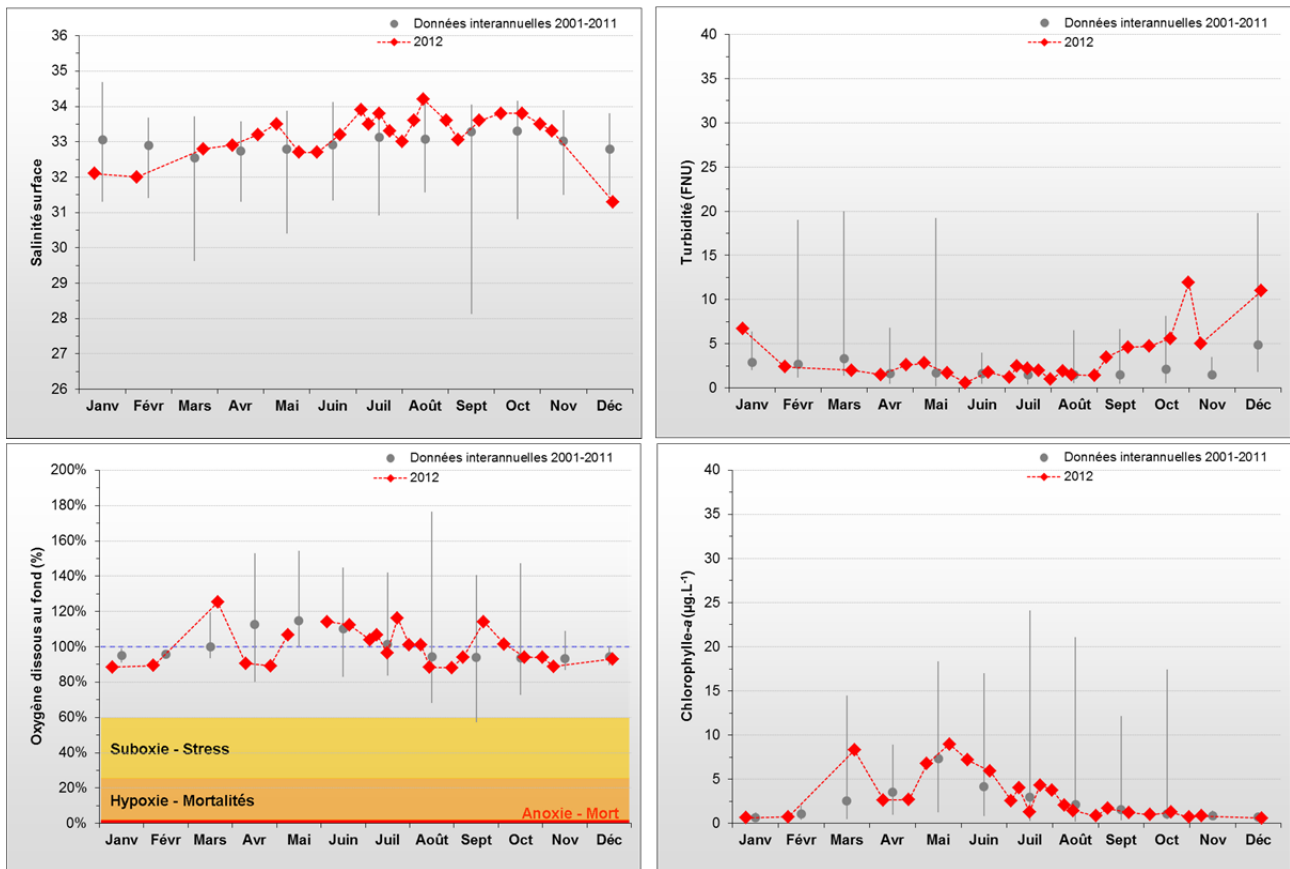 Données interannuelles 2001-2011
2012
Salinité surface
36
35
34
33
32
31
30
29
28
27
26
Janv Févr Mars Avr Mai Juin Juil Août Sept Oct Nov Déc
Données interannuelles 2001-2011
2012
Turbidité (FNU)
40
35
30
25
20
15
10
5
0
Janv Févr Mars Avr Mai Juin Juil Août Sept Oct Nov Déc
Données interannuelles 2001-2011
2012
Oxygène dissous au fond (%)
200%
180%
160%
140%
120%
100%
80%
60%
40%
20%
0%
Suboxie - Stress
Hypoxie - Mortalités
Anoxie - Mort
Janv Févr Mars Avr Mai Juin Juil Août Sept Oct Nov Déc
Données interannuelles 2001-2011
2012
Chlorophylle-a (µg.L⁻¹)
40
35
30
25
20
15
10
5
0
Janv Févr Mars Avr Mai Juin Juil Août Sept Oct Nov Déc